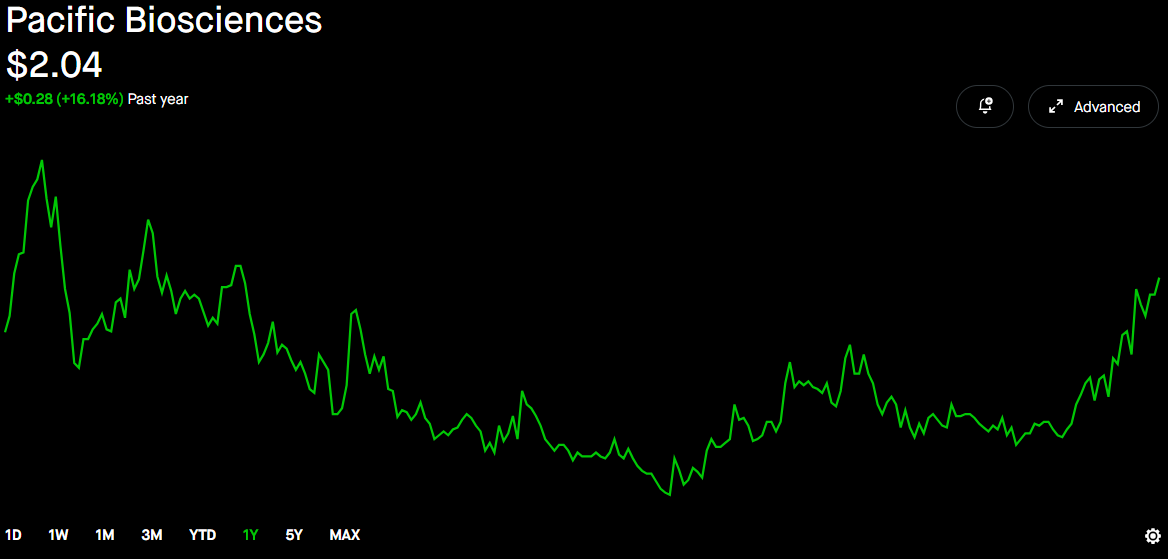 Pacific Biosciences
$2.04
+$0.28 (+16.18%) Past year
Advanced
1D 1W 1M 3M YTD 1Y 5Y MAX